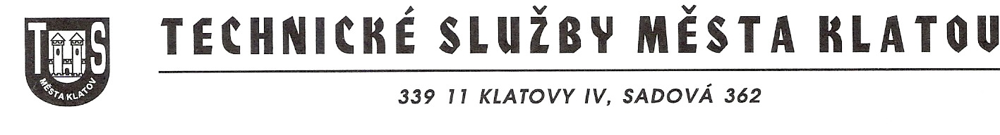 TS
MĚSTA KLATOV
TECHNICKÉ SLUŽBY MĚSTA KLATOV
339 11 KLATOVY IV, SADOVÁ 362